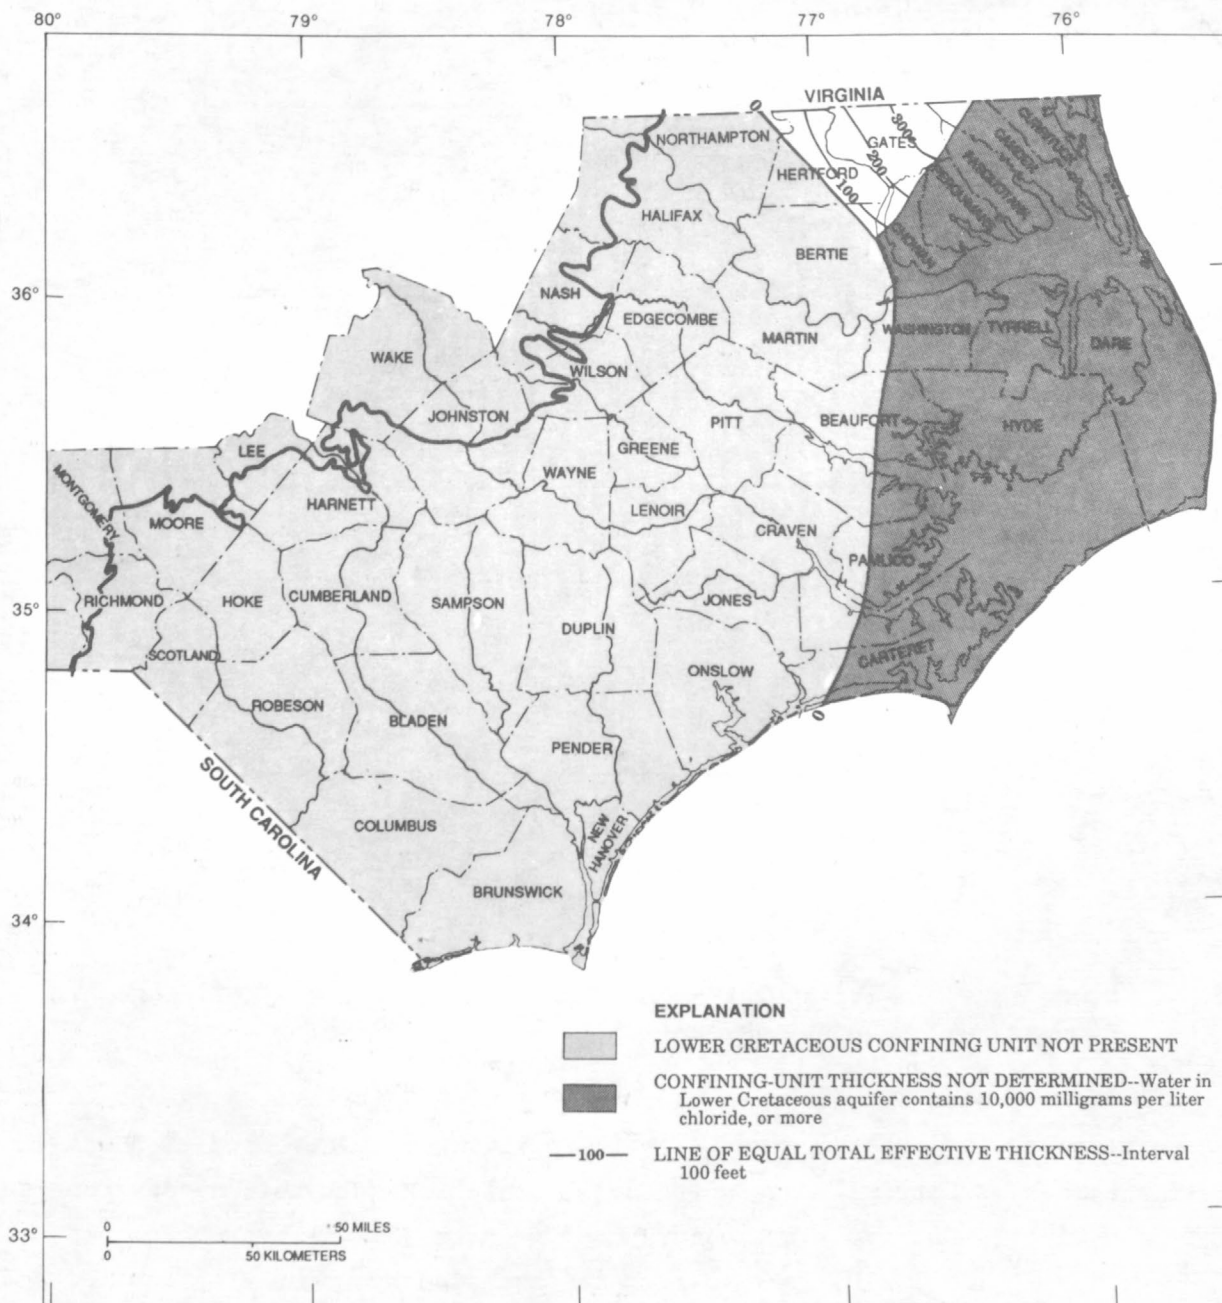 80°
79°
78°
77°
76°
0
VIRGINIA
NORTHAMPTON
300
GATES
CURRITUCK
CAMDEN
PASQUOTANK
PERQUIMANS
200
HERTFORD
100
HALIFAX
CHOWAN
BERTIE
36°
NASH
EDGECOMBE
MARTIN
WASHINGTON
TYRRELL
DARE
WAKE
WILSON
JOHNSTON
PITT
BEAUFORT
HYDE
LEE
GREENE
WAYNE
MONTGOMERY
MOORE
HARNETT
LENOIR
CRAVEN
PAMLICO
35°
RICHMOND
HOKE
CUMBERLAND
SAMPSON
JONES
DUPLIN
SCOTLAND
CARTERET
ONSLOW
ROBESON
BLADEN
0
PENDER
SOUTH CAROLINA
COLUMBUS
NEW
HANOVER
BRUNSWICK
34°
EXPLANATION
LOWER CRETACEOUS CONFINING UNIT NOT PRESENT
CONFINING-UNIT THICKNESS NOT DETERMINED--Water in
Lower Cretaceous aquifer contains 10,000 milligrams per liter
chloride, or more
—100— LINE OF EQUAL TOTAL EFFECTIVE THICKNESS--Interval
100 feet
33°
0 50 MILES
0 50 KILOMETERS